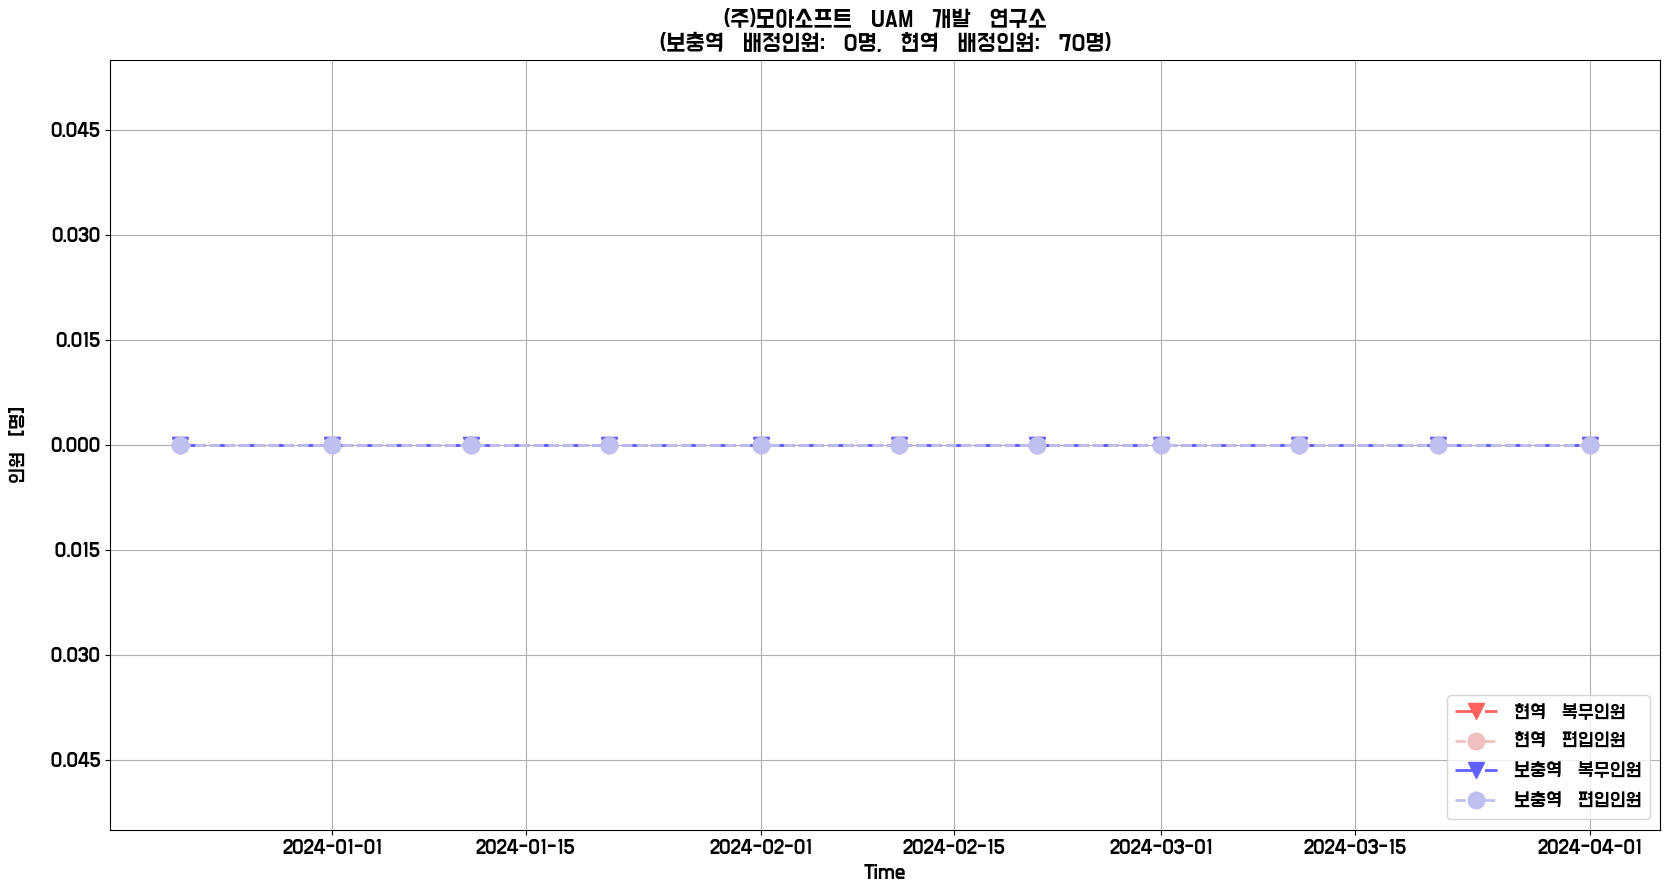 (주)모아소프트 UAM 개발 연구소
(보충역 배정인원: 0명, 현역 배정인원: 70명)
0.045
0.030
0.015
0.000
0.015
0.030
0.045
인원 [명]
현역 복무인원
현역 편입인원
보충역 복무인원
보충역 편입인원
2024-01-01 2024-01-15 2024-02-01 2024-02-15 2024-03-01 2024-03-15 2024-04-01
Time